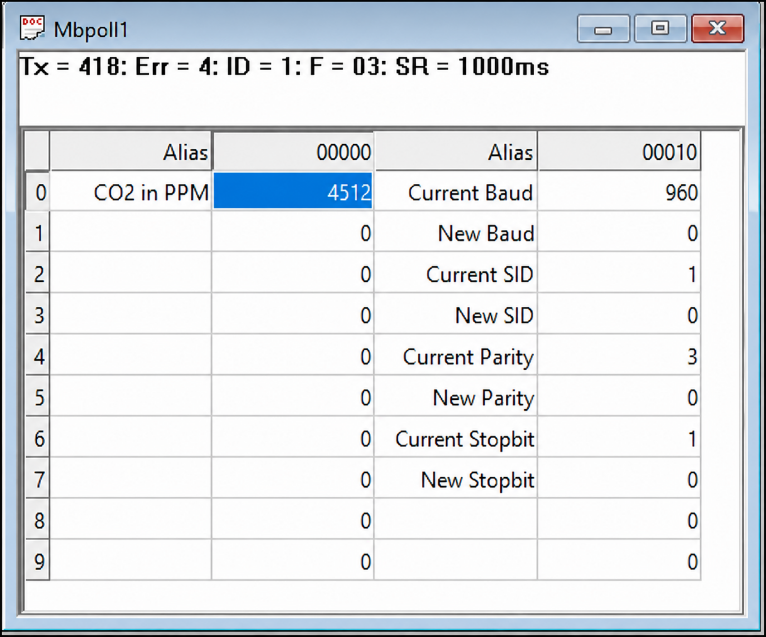 DOC
Mbpoll1
Tx = 418: Err = 4: ID = 1: F = 03: SR = 1000ms
Alias 00000 Alias 00010
0 CO2 in PPM 4512 Current Baud 960
1 0 New Baud 0
2 0 Current SID 1
3 0 New SID 0
4 0 Current Parity 3
5 0 New Parity 0
6 0 Current Stopbit 1
7 0 New Stopbit 0
8 0 0
9 0 0